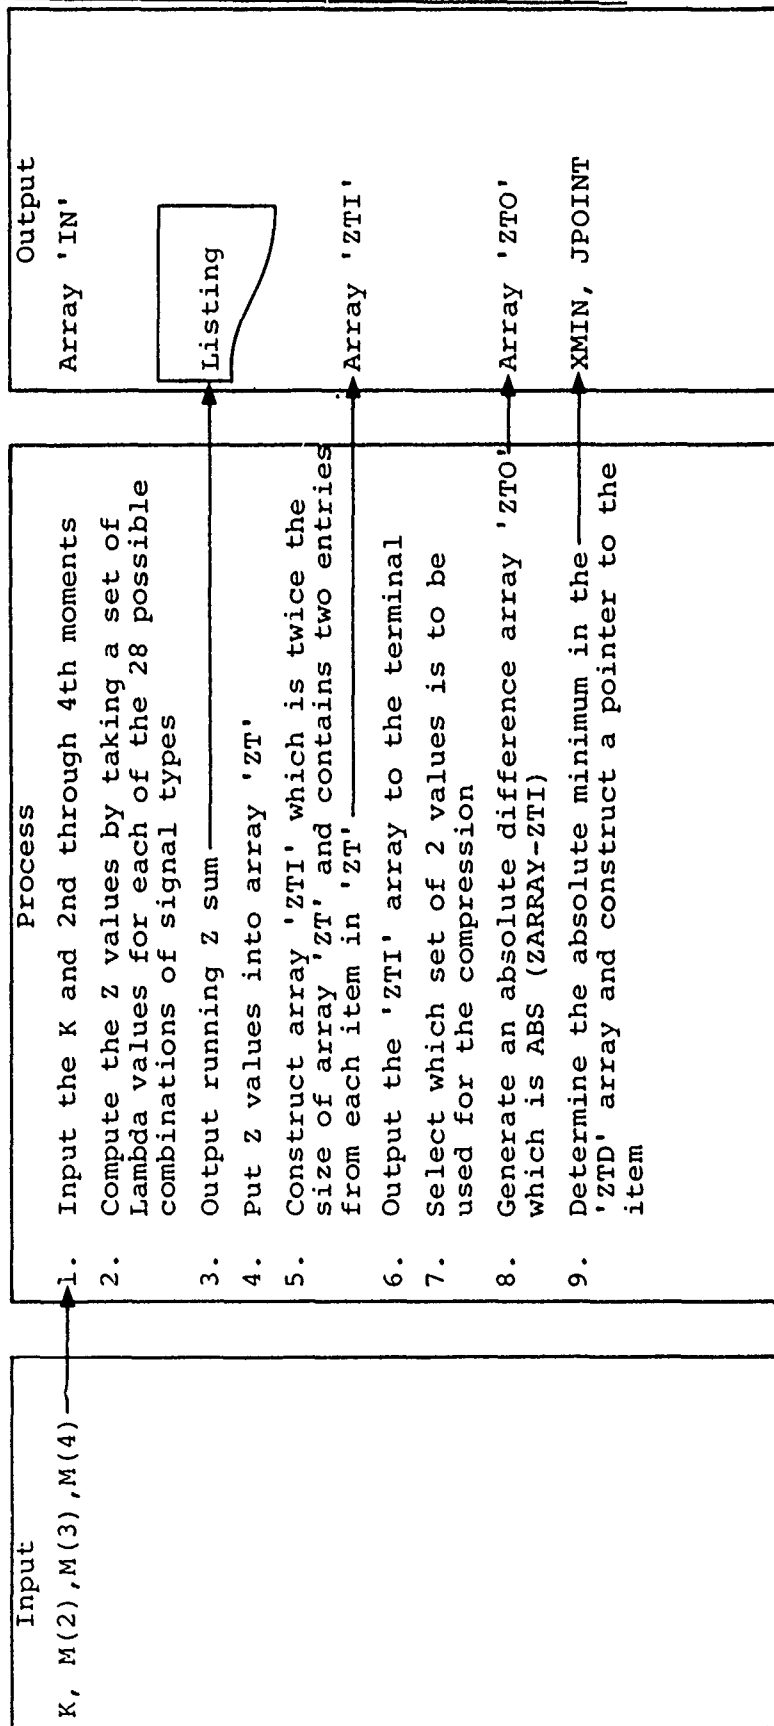 Input
K, M(2),M(3),M(4)
Process
1. Input the K and 2nd through 4th moments
2. Compute the Z values by taking a set of
Lambda values for each of the 28 possible
combinations of signal types
3. Output running Z sum
4. Put Z values into array 'ZT'
5. Construct array 'ZTI' which is twice the
size of array 'ZT' and contains two entries
from each item in 'ZT'
6. Output the 'ZTI' array to the terminal
7. Select which set of 2 values is to be
used for the compression
8. Generate an absolute difference array 'ZTO'
which is ABS (ZARRAY-ZTI)
9. Determine the absolute minimum in the
'ZTD' array and construct a pointer to the
item
Output
Array 'IN'
Listing
Array 'ZTI'
Array 'ZTO'
XMIN, JPOINT